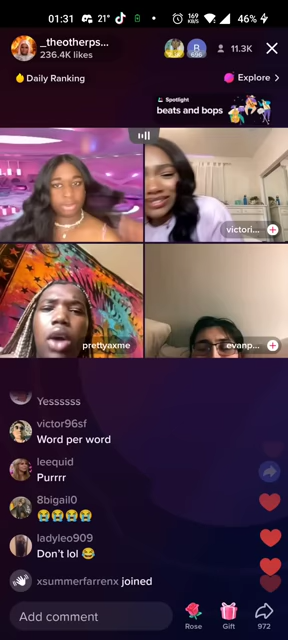 01:31
21°
169 KB/S
46%
_theotherps...
236.4K likes
R
696
11.3K
Daily Ranking
Explore >
Spotlight
beats and bops
victori...
prettyaxme
evanp...
Yessssss
victor96sf
Word per word
leequid
Purrrr
8bigail0
😭😭😭😭
ladyleo909
Don't lol 😂
xsummerfarrenx joined
Add comment
Rose
Gift
972